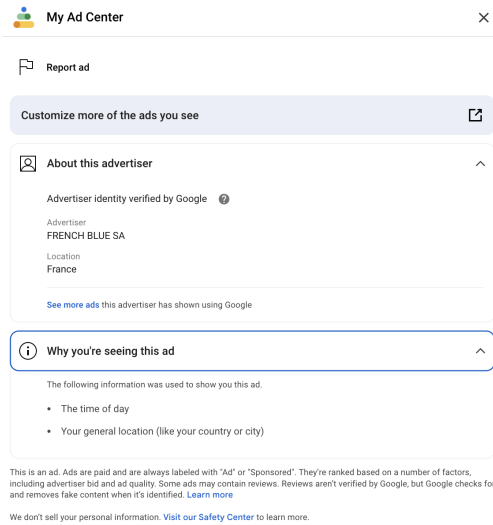 My Ad Center
Report ad
Customize more of the ads you see
About this advertiser
Advertiser identity verified by Google
Advertiser
FRENCH BLUE SA
Location
France
See more ads this advertiser has shown using Google
Why you're seeing this ad
The following information was used to show you this ad.
• The time of day
• Your general location (like your country or city)
This is an ad. Ads are paid and are always labeled with "Ad" or "Sponsored". They're ranked based on a number of factors,
including advertiser bid and ad quality. Some ads may contain reviews. Reviews aren't verified by Google, but Google checks for
and removes fake content when it's identified. Learn more
We don't sell your personal information. Visit our Safety Center to learn more.